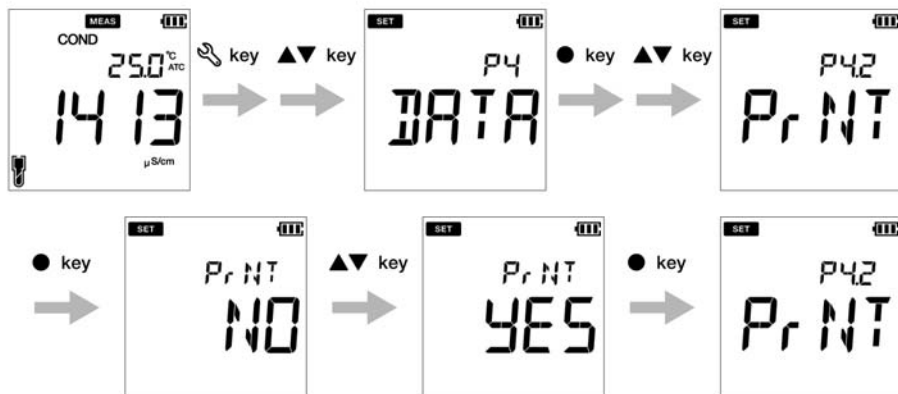 MEAS
COND
25.0 °C
ATC
1413
µS/cm
key
▲▼ key
SET
P4
DATA
● key
▲▼ key
SET
P4.2
PrNT
● key
SET
PrNT
NO
▲▼ key
SET
PrNT
YES
● key
SET
P4.2
PrNT